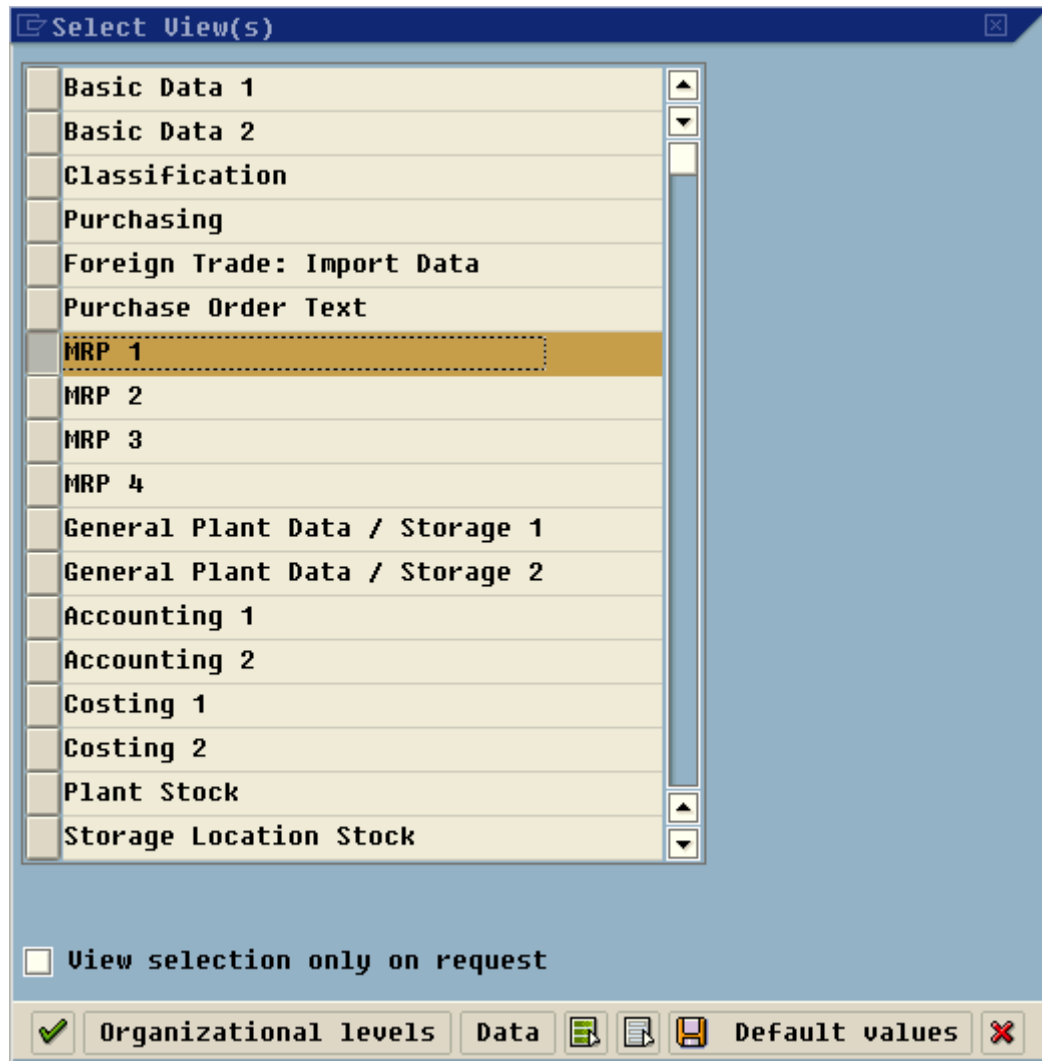 Select View(s)
Basic Data 1
Basic Data 2
Classification
Purchasing
Foreign Trade: Import Data
Purchase Order Text
MRP 1
MRP 2
MRP 3
MRP 4
General Plant Data / Storage 1
General Plant Data / Storage 2
Accounting 1
Accounting 2
Costing 1
Costing 2
Plant Stock
Storage Location Stock
View selection only on request
Organizational levels Data Default values